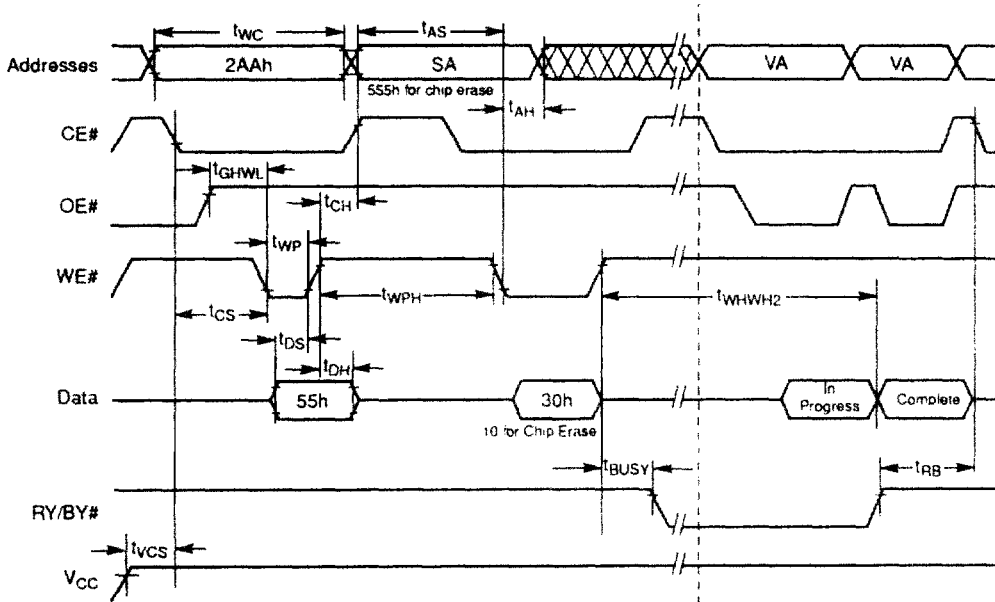 tWC
tAS
Addresses
2AAh
SA
VA
VA
555h for chip erase
tAH
CE#
tGHWL
OE#
tCH
tWP
WE#
tWPH
tWHWH2
tCS
tDS
tDH
Data
55h
30h
In
Progress
Complete
10 for Chip Erase
tBUSY
tRB
RY/BY#
tVCS
VCC